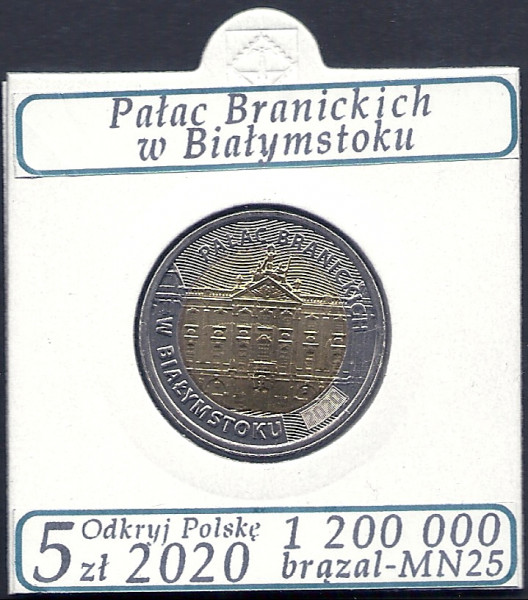 Pałac Branickich
w Białymstoku
PAŁAC BRANICKICH
W BIAŁYMSTOKU
2020
5 zł
Odkryj Polskę
2020
1 200 000
brązal-MN25